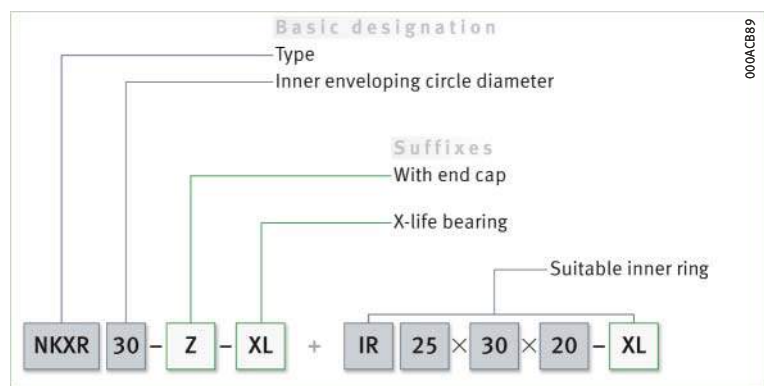 Basic designation
Type
Inner enveloping circle diameter
Suffixes
With end cap
X-life bearing
Suitable inner ring
NKXR 30 – Z – XL + IR 25 × 30 × 20 – XL
000ACB89